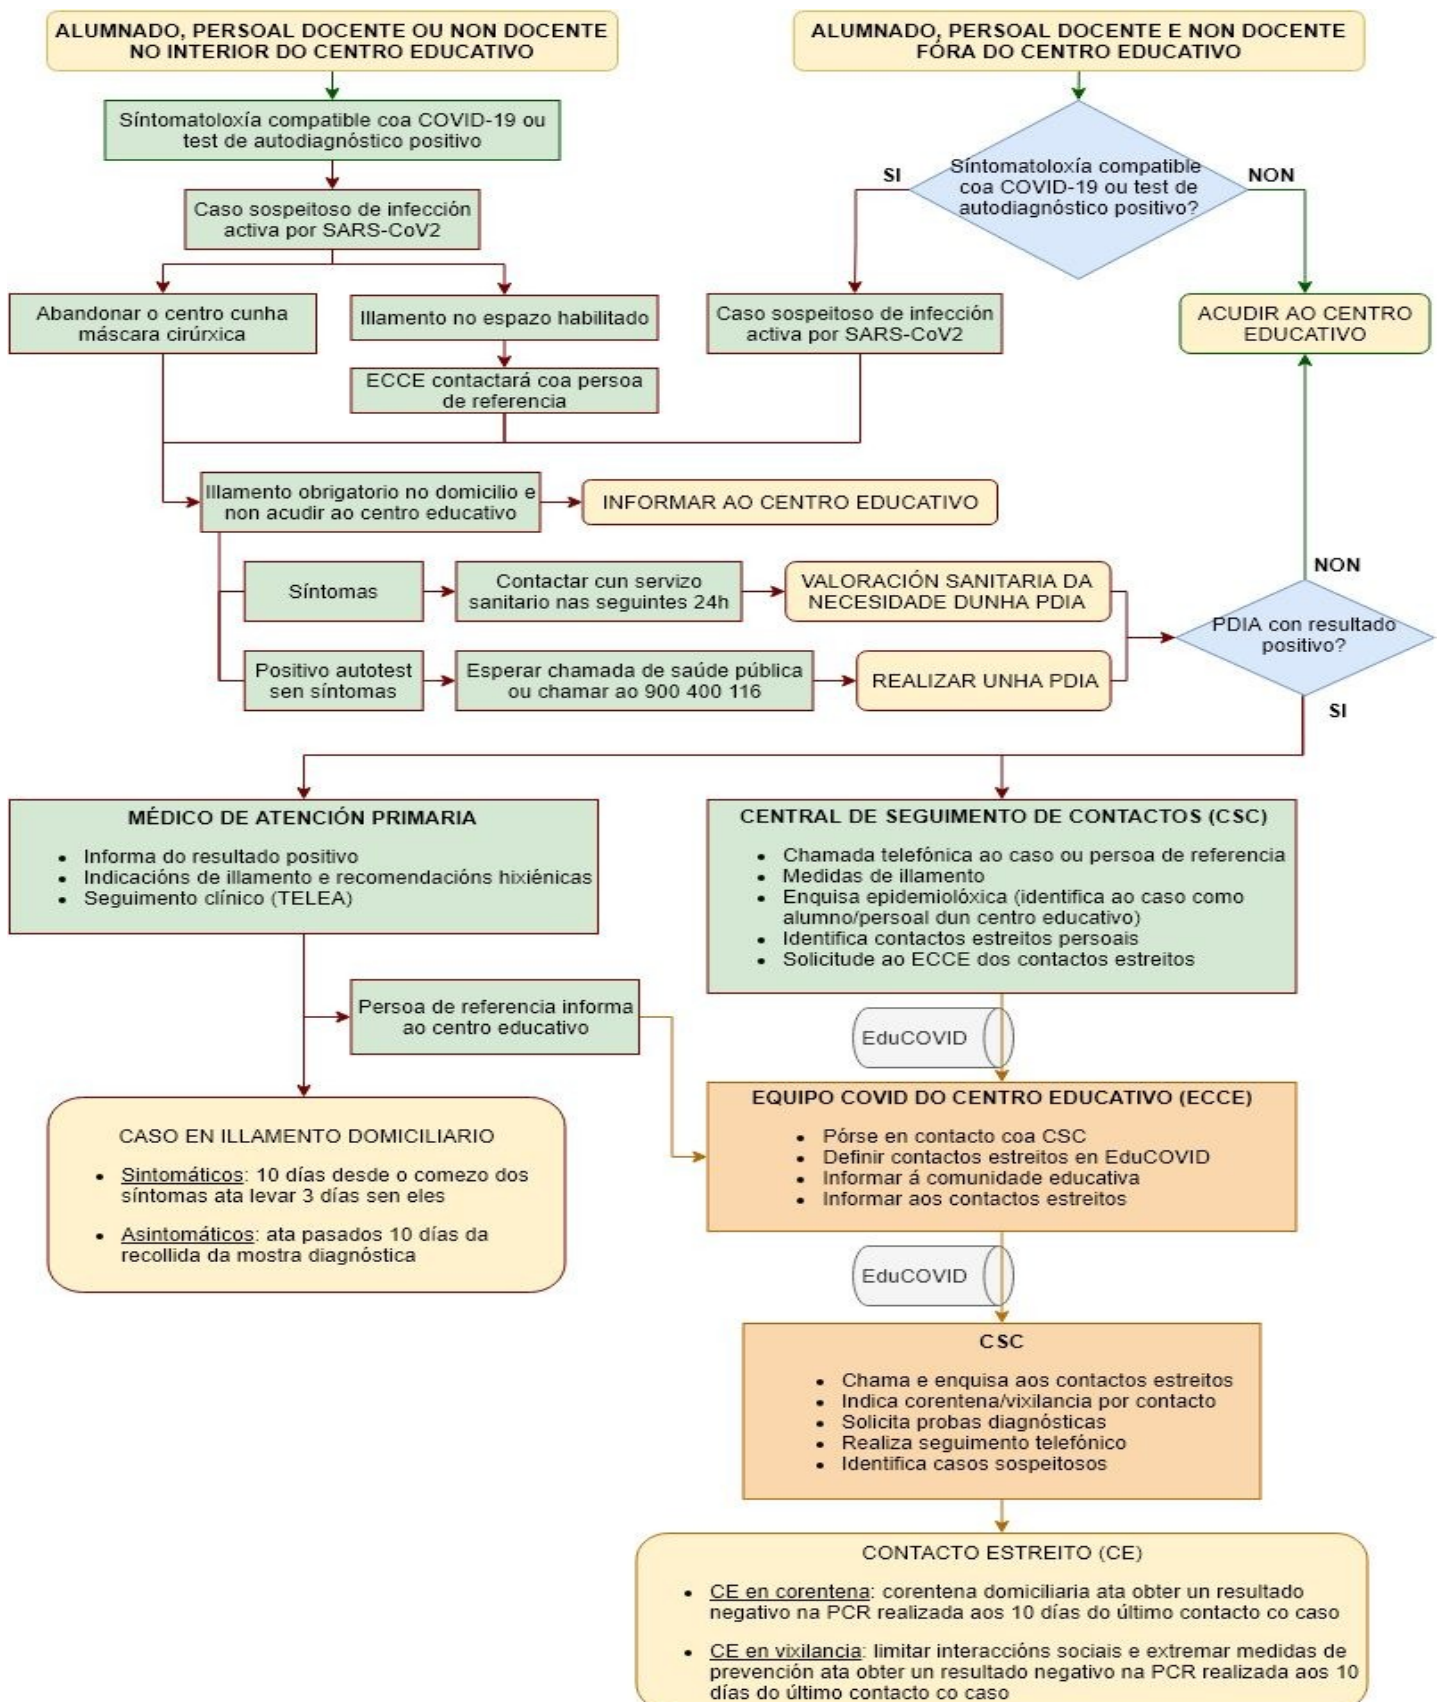 ALUMNADO, PERSOAL DOCENTE OU NON DOCENTE
NO INTERIOR DO CENTRO EDUCATIVO
ALUMNADO, PERSOAL DOCENTE E NON DOCENTE
FÓRA DO CENTRO EDUCATIVO
Síntomatoloxía compatible coa COVID-19 ou
test de autodiagnóstico positivo
Síntomatoloxía compatible
coa COVID-19 ou test de
autodiagnóstico positivo?
SI
NON
Caso sospeitoso de infección
activa por SARS-CoV2
Abandonar o centro cunha
máscara cirúrxica
Illamento no espazo habilitado
Caso sospeitoso de infección
activa por SARS-CoV2
ACUDIR AO CENTRO
EDUCATIVO
ECCE contactará coa persoa
de referencia
Illamento obrigatorio no domicilio e
non acudir ao centro educativo
INFORMAR AO CENTRO EDUCATIVO
Síntomas
Contactar cun servizo
sanitario nas seguintes 24h
VALORACIÓN SANITARIA DA
NECESIDADE DUNHA PDIA
NON
PDIA con resultado
positivo?
Positivo autotest
sen síntomas
Esperar chamada de saúde pública
ou chamar ao 900 400 116
REALIZAR UNHA PDIA
SI
MÉDICO DE ATENCIÓN PRIMARIA
• Informa do resultado positivo
• Indicacións de illamento e recomendacións hixiénicas
• Seguimento clínico (TELEA)
CENTRAL DE SEGUIMENTO DE CONTACTOS (CSC)
• Chamada telefónica ao caso ou persoa de referencia
• Medidas de illamento
• Enquisa epidemiolóxica (identifica ao caso como
alumno/persoal dun centro educativo)
• Identifica contactos estreitos persoais
• Solicitude ao ECCE dos contactos estreitos
Persoa de referencia informa
ao centro educativo
EduCOVID
EQUIPO COVID DO CENTRO EDUCATIVO (ECCE)
• Pórse en contacto coa CSC
• Definir contactos estreitos en EduCOVID
• Informar á comunidade educativa
• Informar aos contactos estreitos
CASO EN ILLAMENTO DOMICILIARIO
• Sintomáticos: 10 días desde o comezo dos
síntomas ata levar 3 días sen eles
• Asintomáticos: ata pasados 10 días da
recollida da mostra diagnóstica
EduCOVID
CSC
• Chama e enquisa aos contactos estreitos
• Indica corentena/vixilancia por contacto
• Solicita probas diagnósticas
• Realiza seguimento telefónico
• Identifica casos sospeitosos
CONTACTO ESTREITO (CE)
• CE en corentena: corentena domiciliaria ata obter un resultado
negativo na PCR realizada aos 10 días do último contacto co caso
• CE en vixilancia: limitar interaccións sociais e extremar medidas de
prevención ata obter un resultado negativo na PCR realizada aos 10
días do último contacto co caso